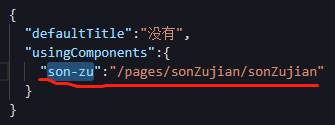 {
"defaultTitle":"没有",
"usingComponents":{
"son-zu":"/pages/sonZujian/sonZujian"
}
}